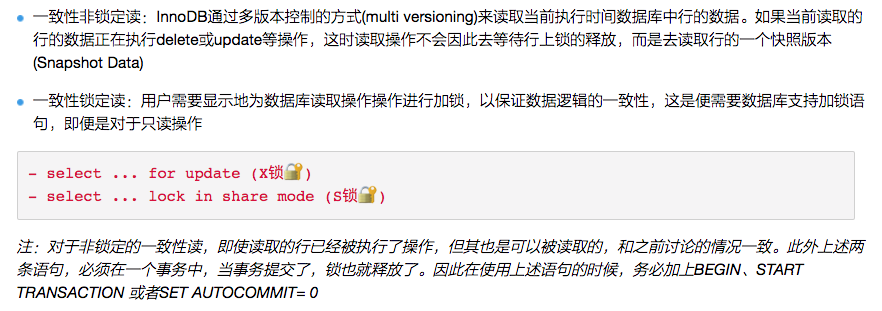 一致性非锁定读：InnoDB通过多版本控制的方式(multi versioning)来读取当前执行时间数据库中行的数据。如果当前读取的
行的数据正在执行delete或update等操作，这时读取操作不会因此去等待行上锁的释放，而是去读取行的一个快照版本
(Snapshot Data)
一致性锁定读：用户需要显示地为数据库读取操作操作进行加锁，以保证数据逻辑的一致性，这是便需要数据库支持加锁语
句，即便是对于只读操作
- select ... for update (X锁🔐)
- select ... lock in share mode (S锁🔐)
注：对于非锁定的一致性读，即使读取的行已经被执行了操作，但其也是可以被读取的，和之前讨论的情况一致。此外上述两
条语句，必须在一个事务中，当事务提交了，锁也就释放了。因此在使用上述语句的时候，务必加上BEGIN、START
TRANSACTION 或者SET AUTOCOMMIT= 0